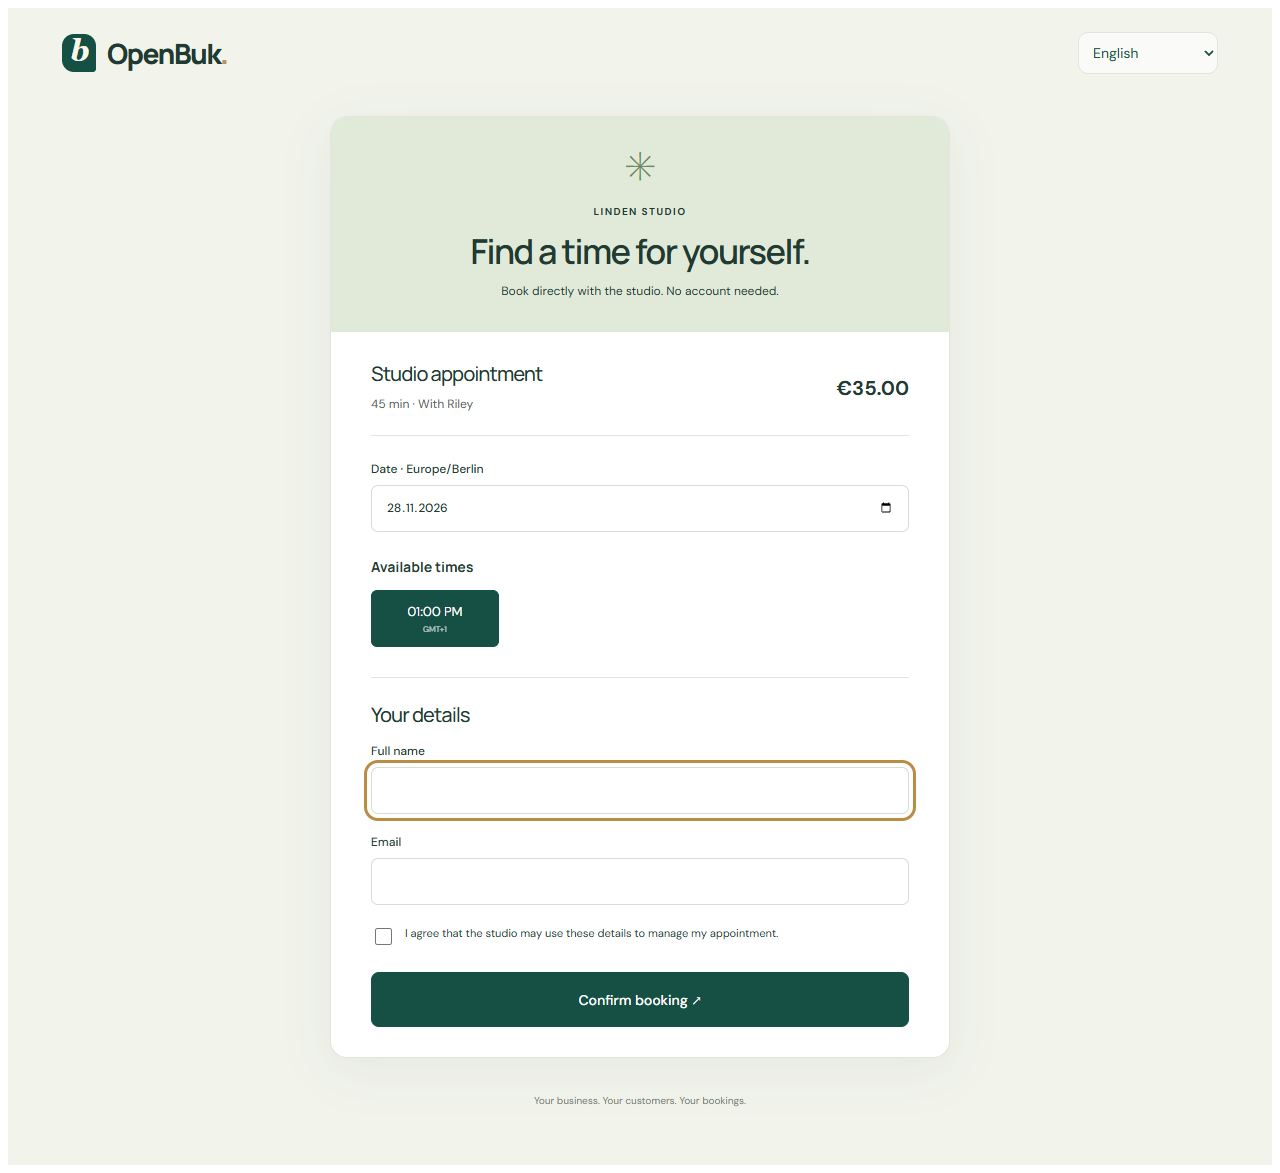 b OpenBuk.
English
LINDEN STUDIO
Find a time for yourself.
Book directly with the studio. No account needed.
Studio appointment
€35.00
45 min · With Riley
Date · Europe/Berlin
28.11.2026
Available times
01:00 PM
GMT+1
Your details
Full name
Email
I agree that the studio may use these details to manage my appointment.
Confirm booking ↗
Your business. Your customers. Your bookings.